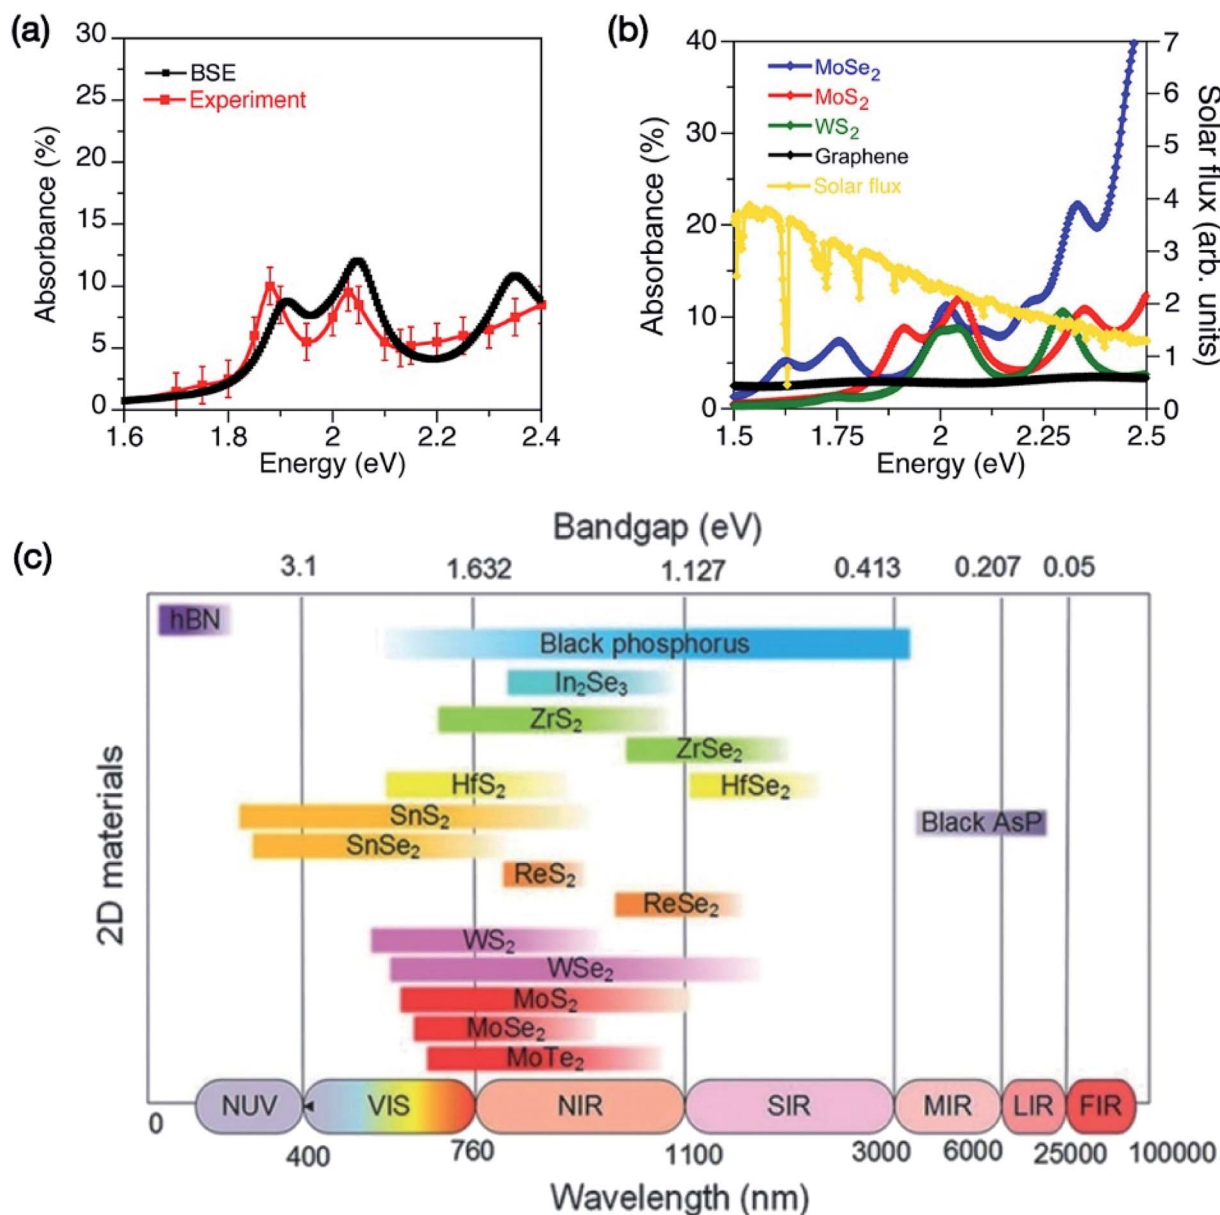 (a)
30
25
20
15
10
5
0
Absorbance (%)
BSE
Experiment
1.6 1.8 2.0 2.2 2.4
Energy (eV)
(b)
40
30
20
10
0
Absorbance (%)
MoSe₂
MoS₂
WS₂
Graphene
Solar flux
7
6
5
4
3
2
1
0
Solar flux (arb. units)
1.5 1.75 2 2.25 2.5
Energy (eV)
(c)
Bandgap (eV)
3.1 1.632 1.127 0.413 0.207 0.05
2D materials
hBN
Black phosphorus
In₂Se₃
ZrS₂
ZrSe₂
HfS₂ HfSe₂
SnS₂ Black AsP
SnSe₂
ReS₂
ReSe₂
WS₂
WSe₂
MoS₂
MoSe₂
MoTe₂
NUV VIS NIR SIR MIR LIR FIR
0 400 760 1100 3000 6000 25000 100000
Wavelength (nm)